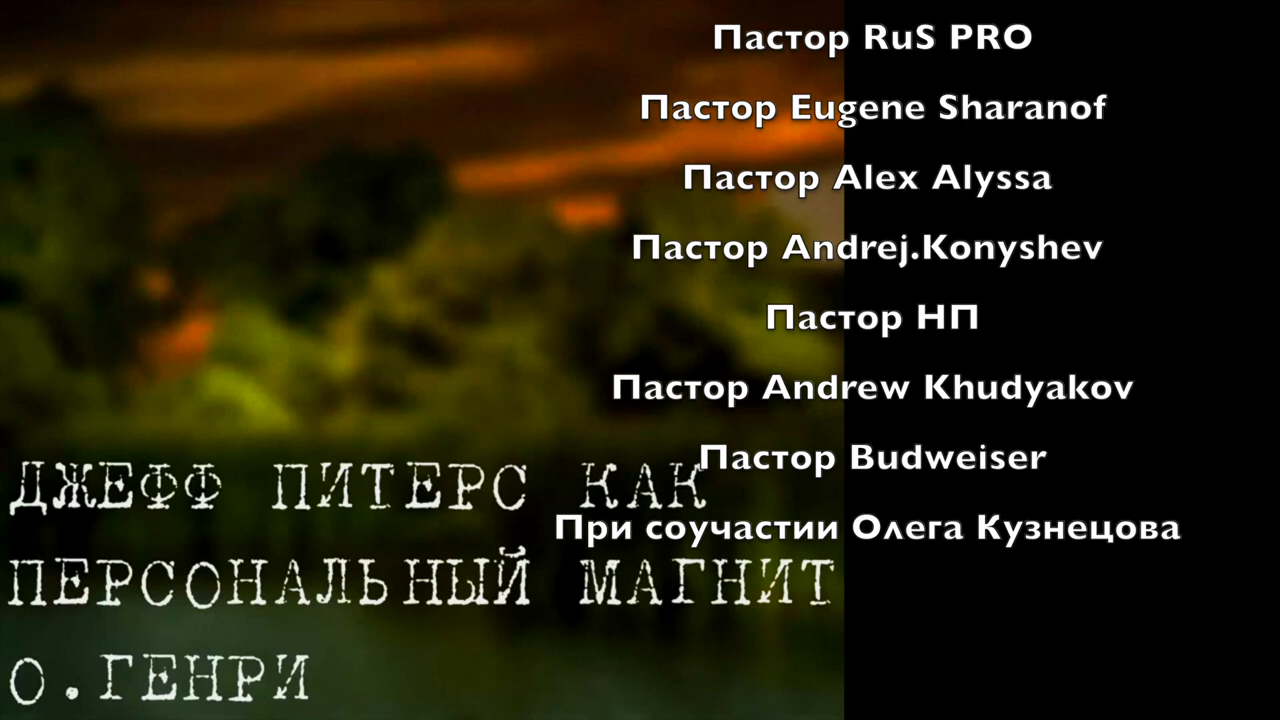 Пастор RuS PRO
Пастор Eugene Sharanof
Пастор Alex Alyssa
Пастор Andrej.Konyshev
Пастор НП
Пастор Andrew Khudyakov
Пастор Budweiser
При соучастии Олега Кузнецова
ДЖЕФФ ПИТЕРС КАК
ПЕРСОНАЛЬНЫЙ МАГНИТ
О.ГЕНРИ